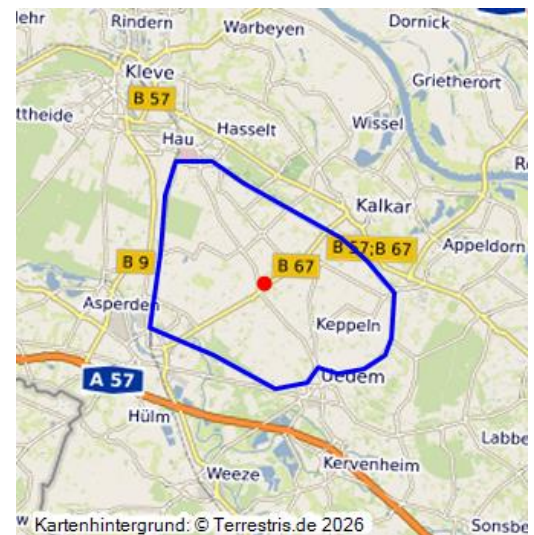 Rindern
Warbeyen
Dornick
Kleve
Grietherort
B 57
ttheide
Hasselt
Wissel
Hau
Kalkar
B 57;B 67
Appeldorn
B 9
B 67
Asperden
Keppeln
A 57
Uedem
Hülm
Labbe
Kervenheim
Weeze
Kartenhintergrund: © Terrestris.de 2026
Sonsbe